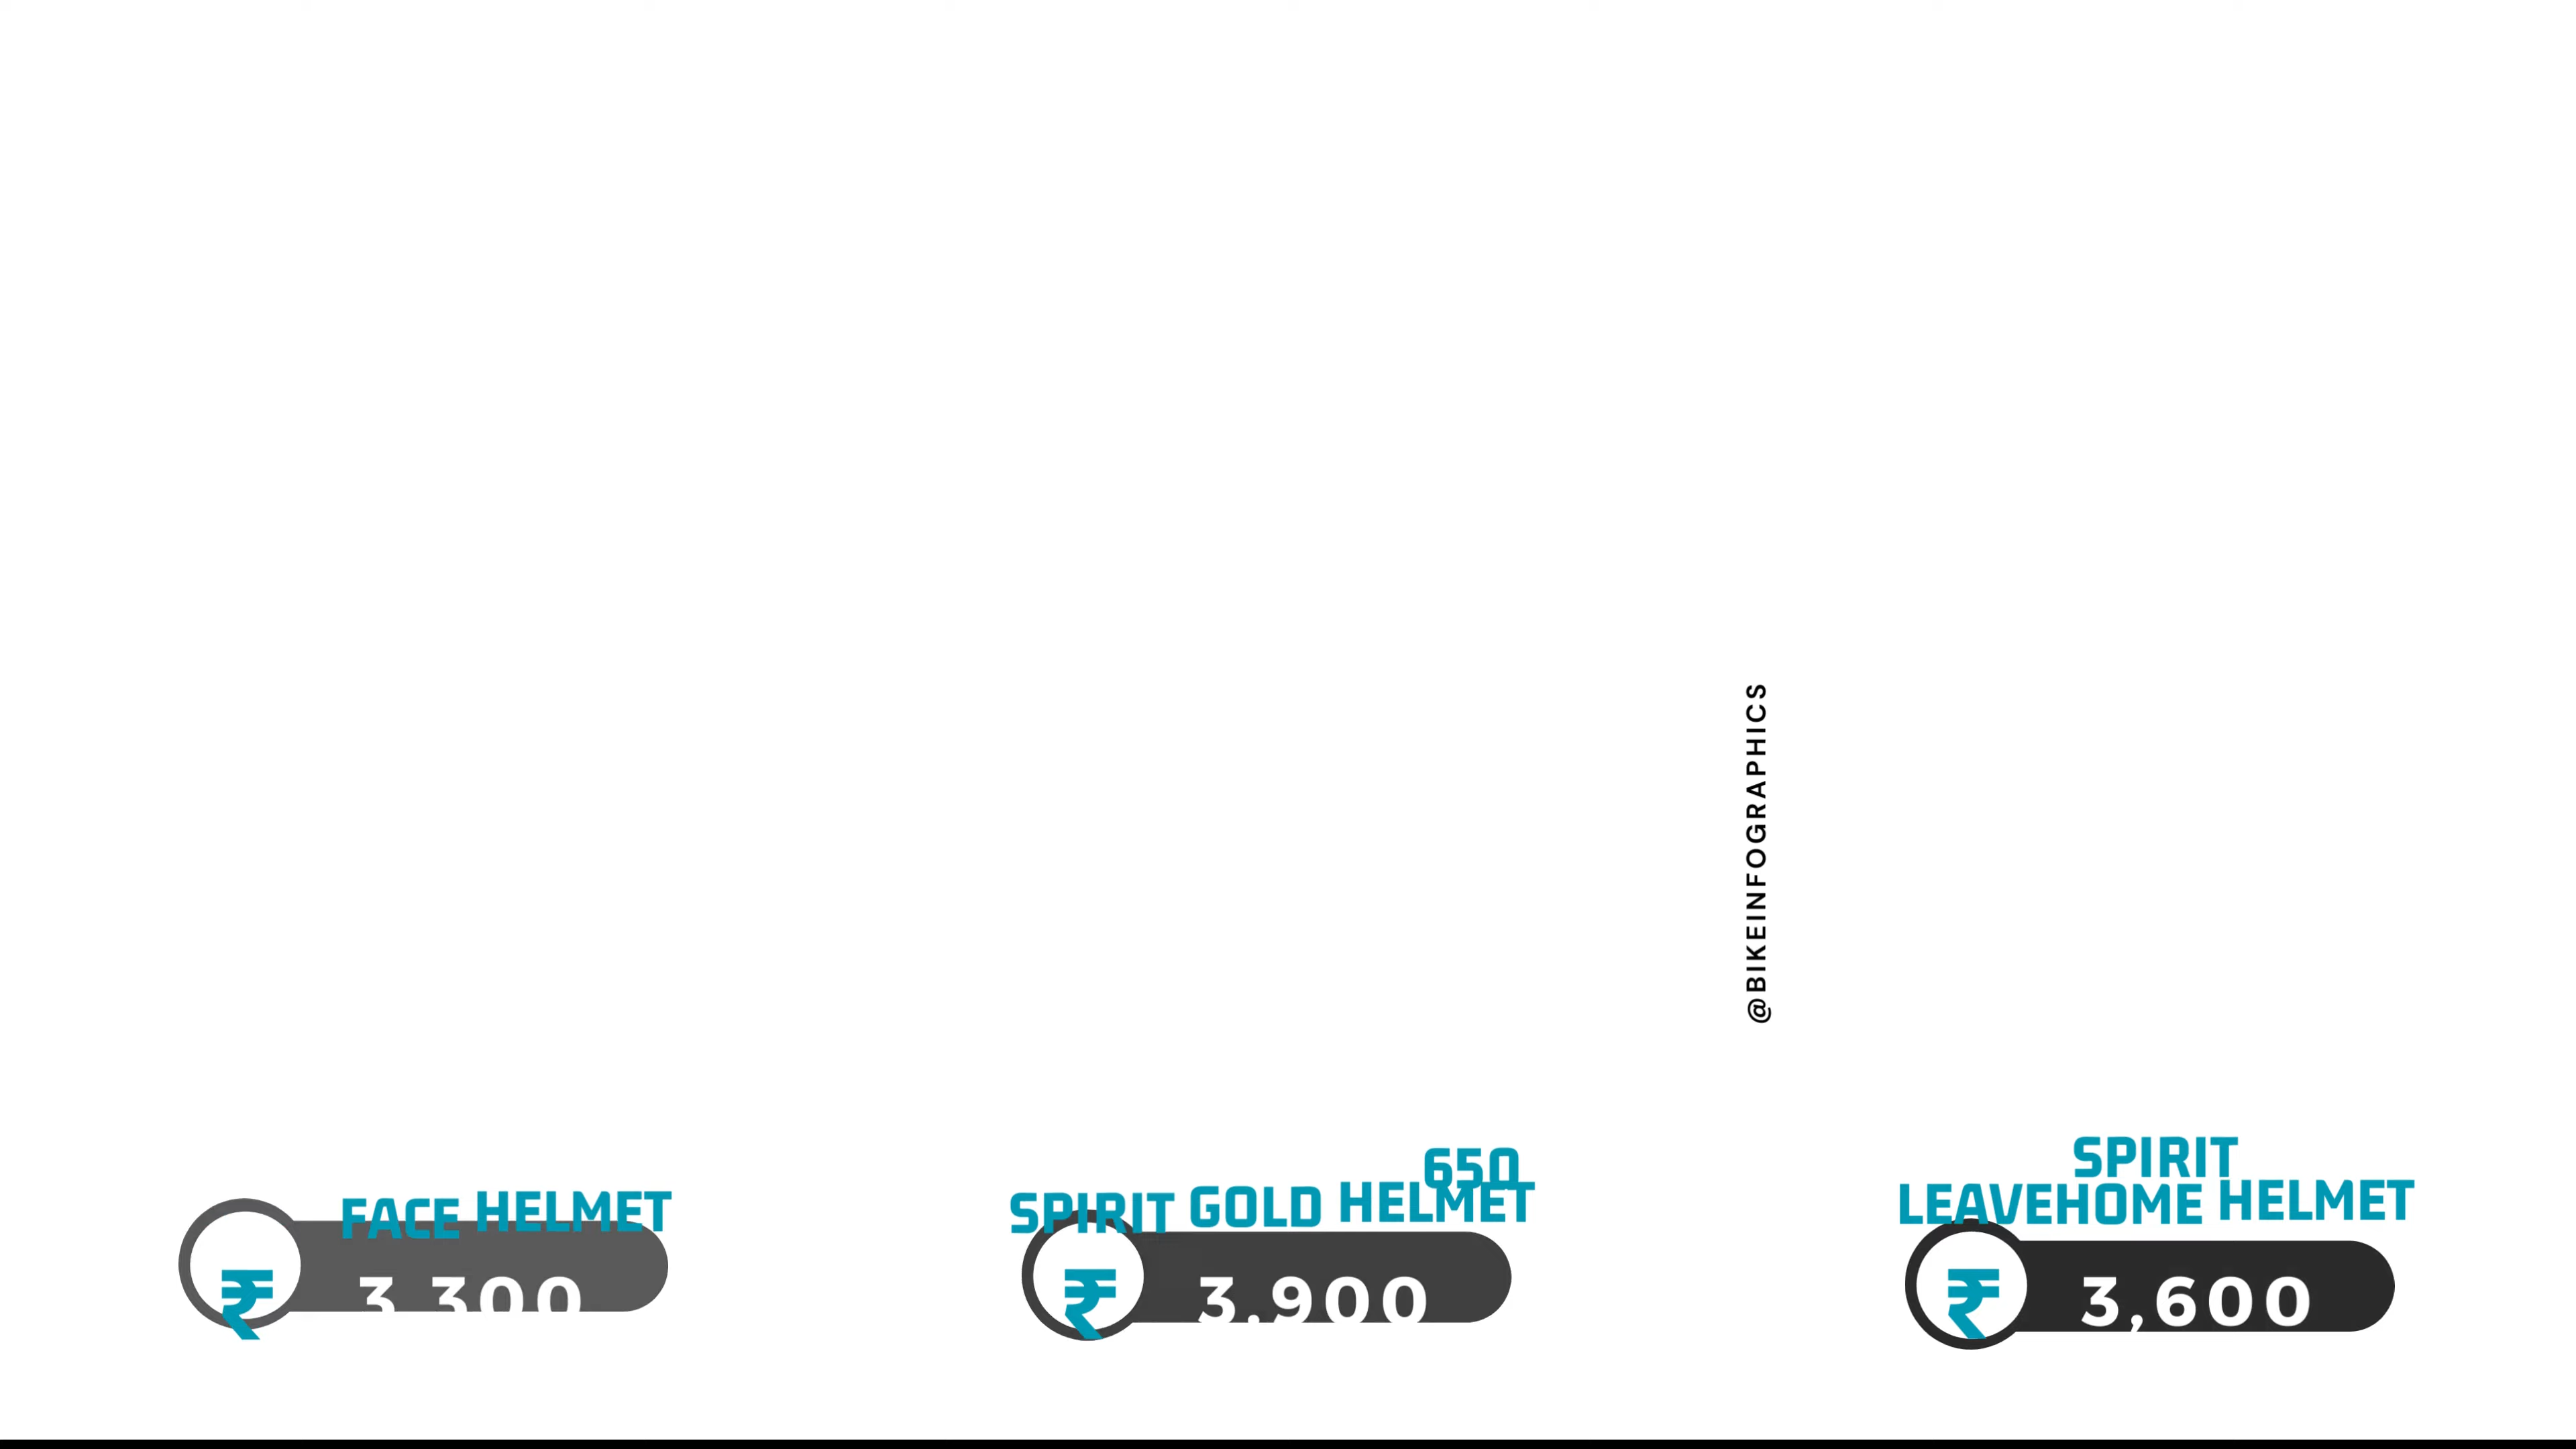 @BIKEINFOGRAPHICS
FACE HELMET
₹ 3,300
650
SPIRIT GOLD HELMET
₹ 3,900
SPIRIT
LEAVEHOME HELMET
₹ 3,600